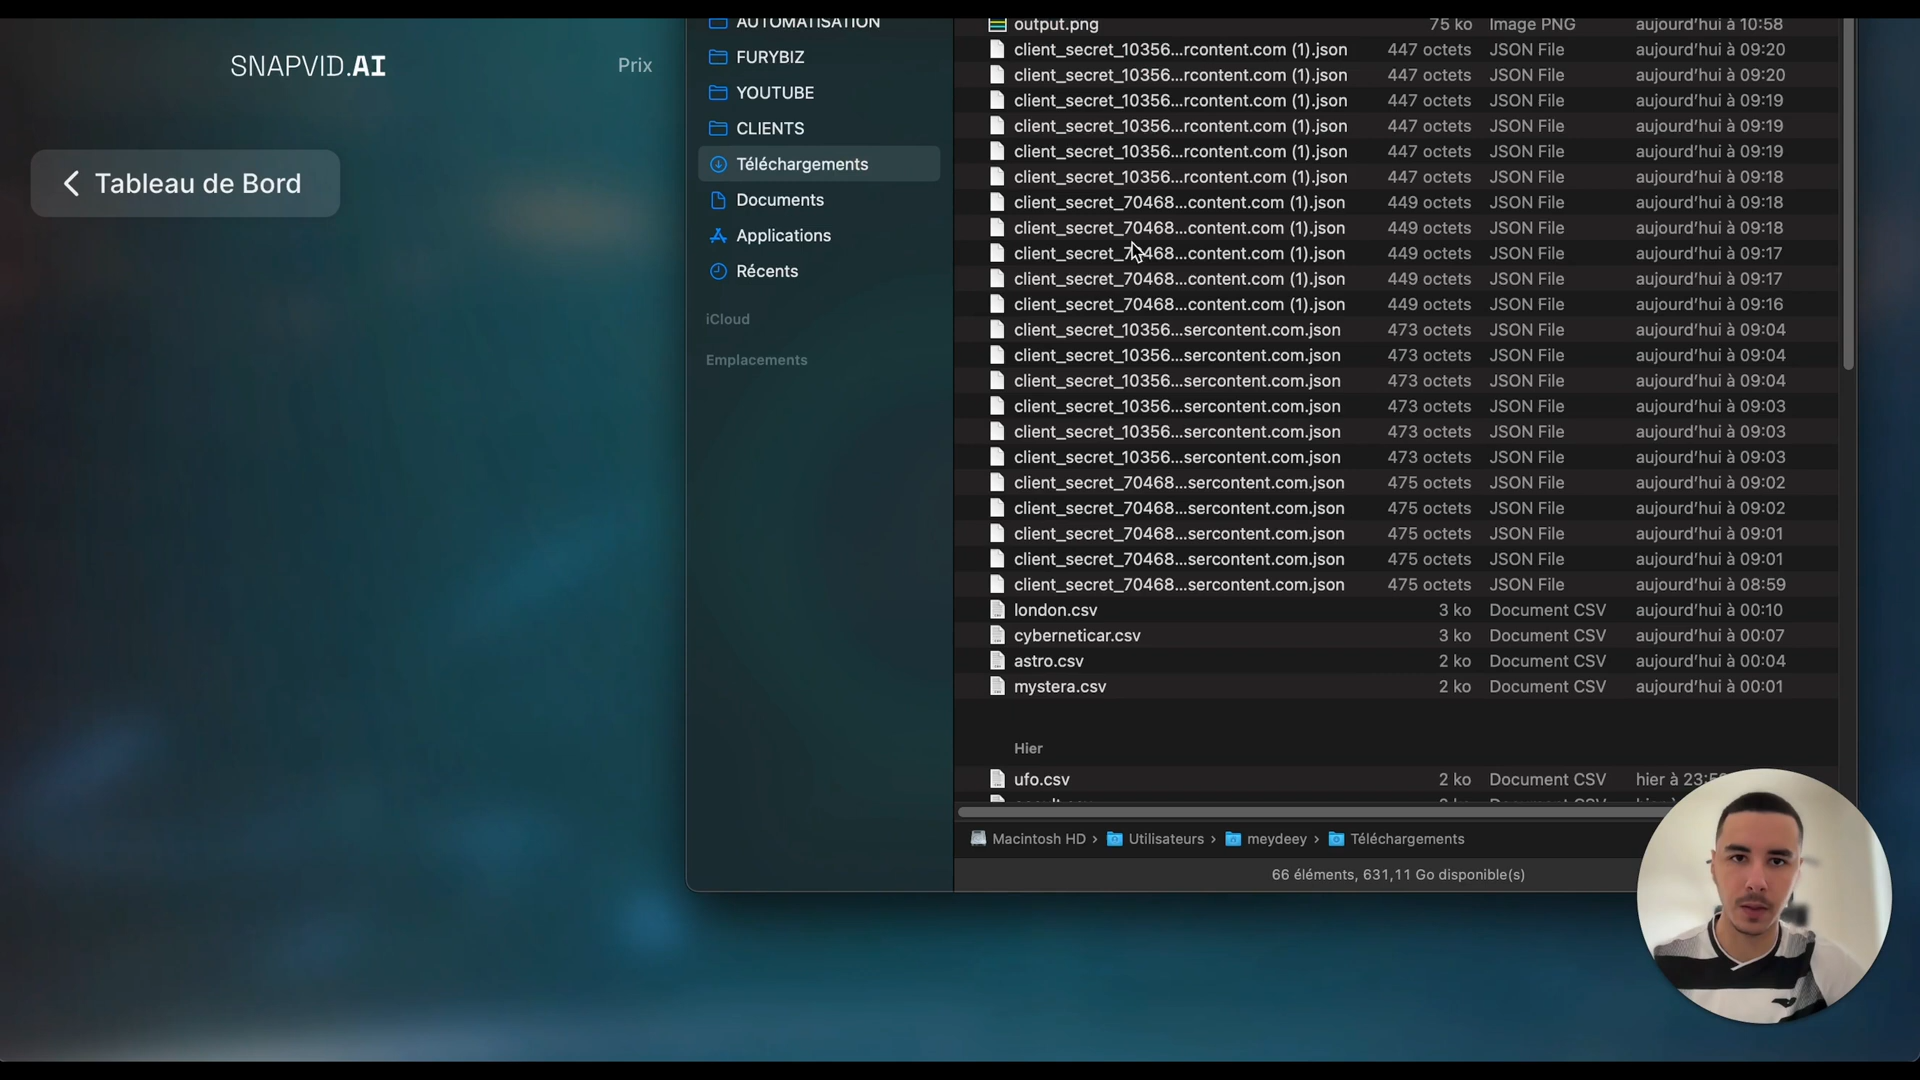 SNAPVID.AI
Prix
Tableau de Bord
AUTOMATISATION
FURYBIZ
YOUTUBE
CLIENTS
Téléchargements
Documents
Applications
Récents
iCloud
Emplacements
output.png 75 ko Image PNG aujourd’hui à 10:58
client_secret_10356...rcontent.com (1).json 447 octets JSON File aujourd’hui à 09:20
client_secret_10356...rcontent.com (1).json 447 octets JSON File aujourd’hui à 09:20
client_secret_10356...rcontent.com (1).json 447 octets JSON File aujourd’hui à 09:19
client_secret_10356...rcontent.com (1).json 447 octets JSON File aujourd’hui à 09:19
client_secret_10356...rcontent.com (1).json 447 octets JSON File aujourd’hui à 09:19
client_secret_10356...rcontent.com (1).json 447 octets JSON File aujourd’hui à 09:18
client_secret_70468...content.com (1).json 449 octets JSON File aujourd’hui à 09:18
client_secret_70468...content.com (1).json 449 octets JSON File aujourd’hui à 09:18
client_secret_70468...content.com (1).json 449 octets JSON File aujourd’hui à 09:17
client_secret_70468...content.com (1).json 449 octets JSON File aujourd’hui à 09:17
client_secret_70468...content.com (1).json 449 octets JSON File aujourd’hui à 09:16
client_secret_10356...sercontent.com.json 473 octets JSON File aujourd’hui à 09:04
client_secret_10356...sercontent.com.json 473 octets JSON File aujourd’hui à 09:04
client_secret_10356...sercontent.com.json 473 octets JSON File aujourd’hui à 09:04
client_secret_10356...sercontent.com.json 473 octets JSON File aujourd’hui à 09:03
client_secret_10356...sercontent.com.json 473 octets JSON File aujourd’hui à 09:03
client_secret_10356...sercontent.com.json 473 octets JSON File aujourd’hui à 09:03
client_secret_70468...sercontent.com.json 475 octets JSON File aujourd’hui à 09:02
client_secret_70468...sercontent.com.json 475 octets JSON File aujourd’hui à 09:02
client_secret_70468...sercontent.com.json 475 octets JSON File aujourd’hui à 09:01
client_secret_70468...sercontent.com.json 475 octets JSON File aujourd’hui à 09:01
client_secret_70468...sercontent.com.json 475 octets JSON File aujourd’hui à 08:59
london.csv 3 ko Document CSV aujourd’hui à 00:10
cyberneticar.csv 3 ko Document CSV aujourd’hui à 00:07
astro.csv 2 ko Document CSV aujourd’hui à 00:04
mystera.csv 2 ko Document CSV aujourd’hui à 00:01
Hier
ufo.csv 2 ko Document CSV hier à
Macintosh HD › Utilisateurs › meydeey › Téléchargements
66 éléments, 631,11 Go disponible(s)